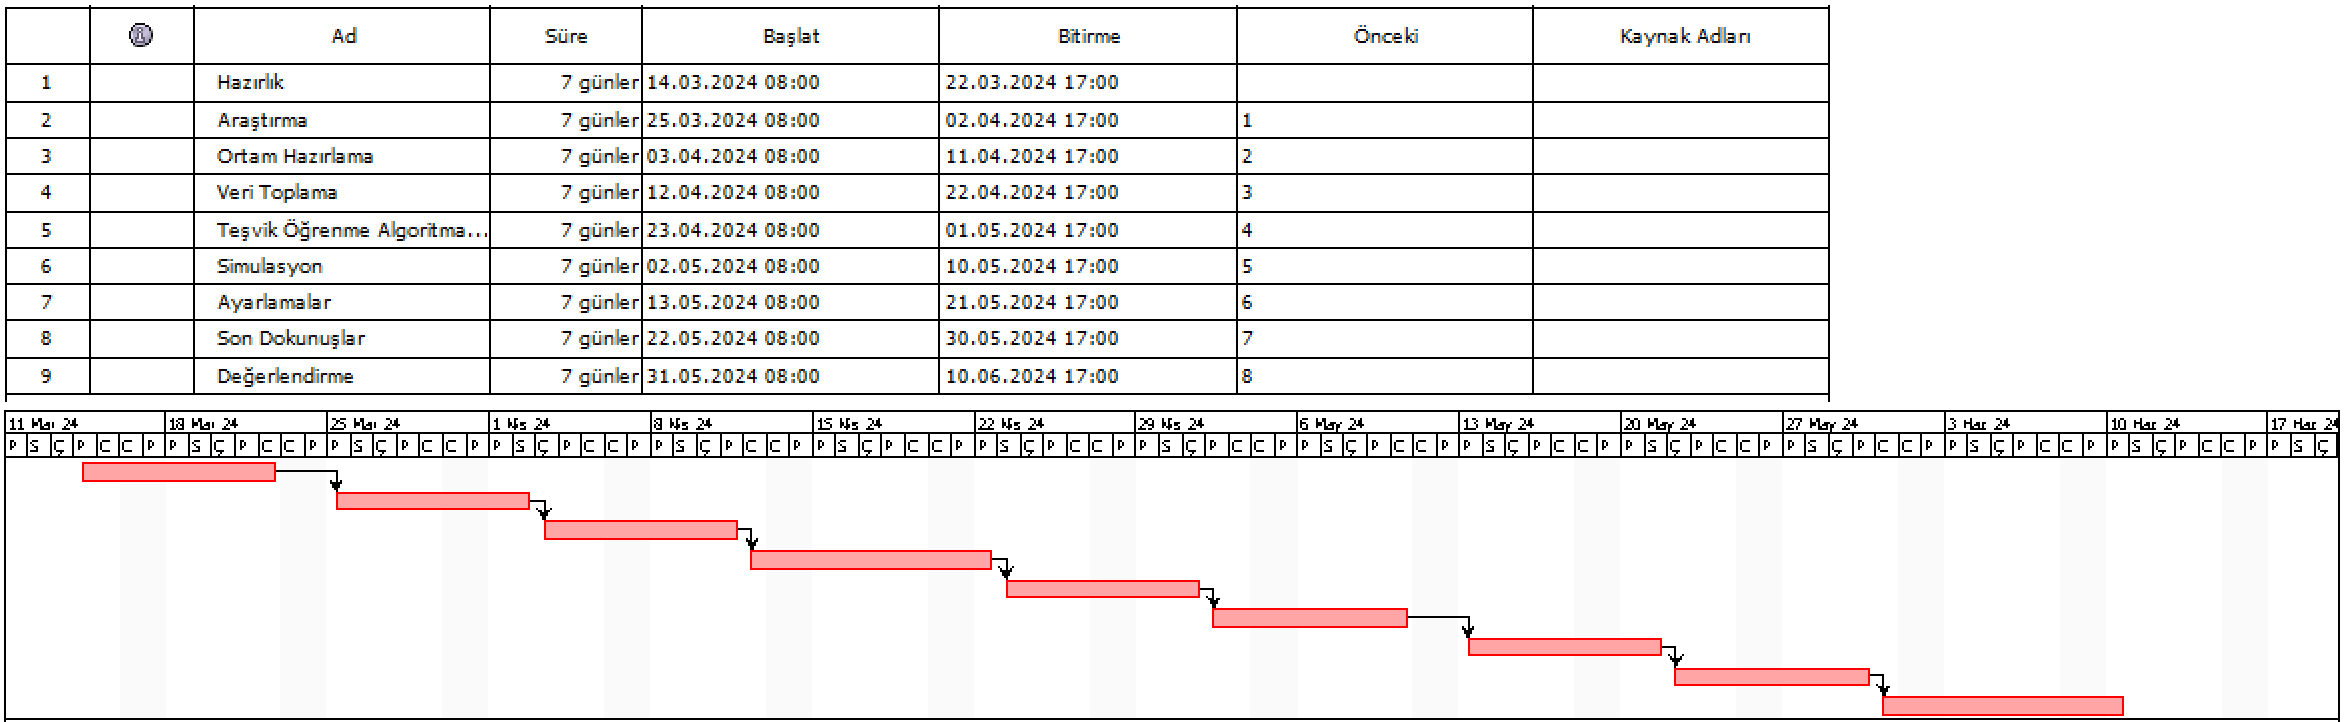 Ad Süre Başlat Bitirme Önceki Kaynak Adları
1 Hazırlık 7 günler 14.03.2024 08:00 22.03.2024 17:00
2 Araştırma 7 günler 25.03.2024 08:00 02.04.2024 17:00 1
3 Ortam Hazırlama 7 günler 03.04.2024 08:00 11.04.2024 17:00 2
4 Veri Toplama 7 günler 12.04.2024 08:00 22.04.2024 17:00 3
5 Teşvik Öğrenme Algoritma... 7 günler 23.04.2024 08:00 01.05.2024 17:00 4
6 Simulasyon 7 günler 02.05.2024 08:00 10.05.2024 17:00 5
7 Ayarlamalar 7 günler 13.05.2024 08:00 21.05.2024 17:00 6
8 Son Dokunuşlar 7 günler 22.05.2024 08:00 30.05.2024 17:00 7
9 Değerlendirme 7 günler 31.05.2024 08:00 10.06.2024 17:00 8
11 Mar 24 18 Mar 24 25 Mar 24 1 Nis 24 8 Nis 24 15 Nis 24 22 Nis 24 29 Nis 24 6 May 24 13 May 24 20 May 24 27 May 24 3 Haz 24 10 Haz 24 17 Haz 24
P S Ç P C C P P S Ç P C C P P S Ç P C C P P S Ç P C C P P S Ç P C C P P S Ç P C C P P S Ç P C C P P S Ç P C C P P S Ç P C C P P S Ç P C C P P S Ç P C C P P S Ç P C C P P S Ç P C C P P S Ç P C C P P S Ç